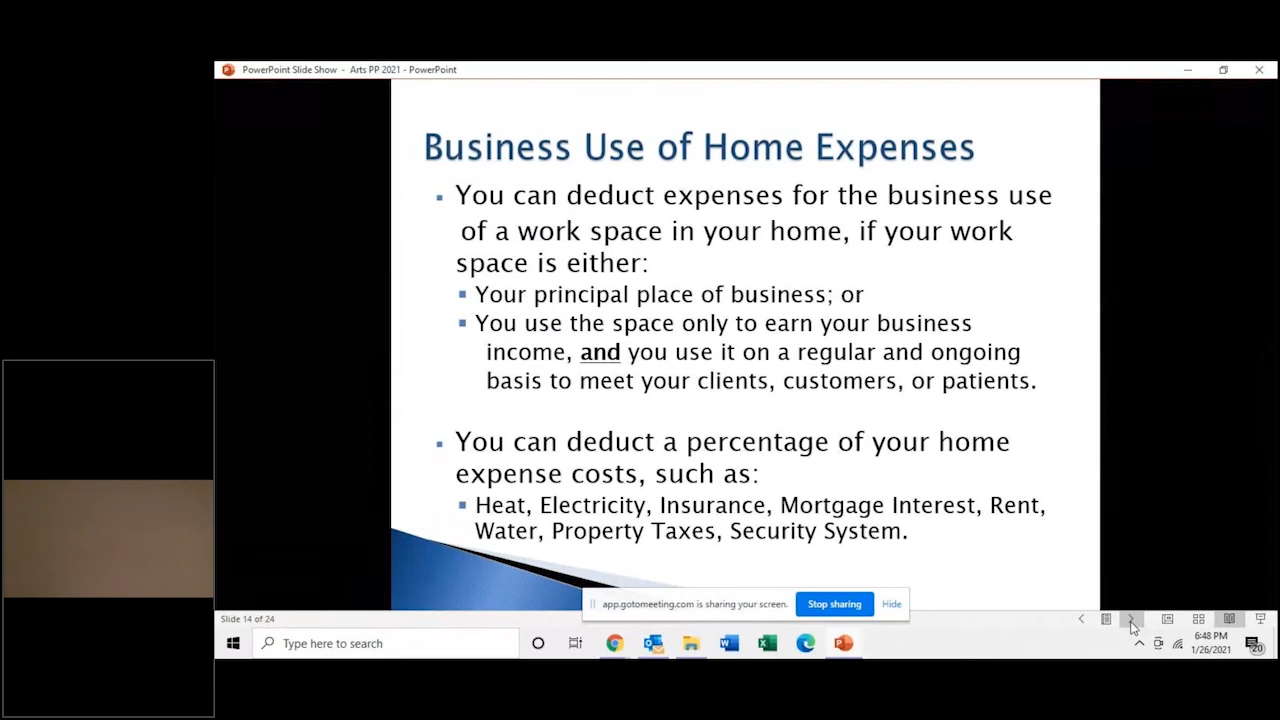 PowerPoint Slide Show - Arts PP 2021 - PowerPoint
Business Use of Home Expenses
You can deduct expenses for the business use
of a work space in your home, if your work
space is either:
Your principal place of business; or
You use the space only to earn your business
income, and you use it on a regular and ongoing
basis to meet your clients, customers, or patients.
You can deduct a percentage of your home
expense costs, such as:
Heat, Electricity, Insurance, Mortgage Interest, Rent,
Water, Property Taxes, Security System.
app.gotomeeting.com is sharing your screen.
Stop sharing
Hide
Slide 14 of 24
Type here to search
6:48 PM
1/26/2021
20